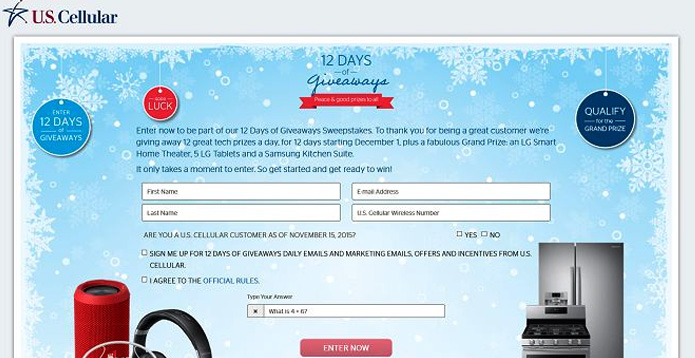 U.S. Cellular
12 DAYS
of
Giveaways
Peace & good prizes to all
ENTER
12 DAYS
of
GIVEAWAYS
GOOD
LUCK
QUALIFY
for the
GRAND PRIZE
Enter now to be part of our 12 Days of Giveaways Sweepstakes. To thank you for being a great customer we're
giving away 12 great tech prizes a day, for 12 days starting December 1, plus a fabulous Grand Prize: an LG Smart
Home Theater, 5 LG Tablets and a Samsung Kitchen Suite.
It only takes a moment to enter. So get started and get ready to win!
First Name
E-mail Address
Last Name
U.S. Cellular Wireless Number
ARE YOU A U.S. CELLULAR CUSTOMER AS OF NOVEMBER 15, 2015?
YES NO
SIGN ME UP FOR 12 DAYS OF GIVEAWAYS DAILY EMAILS AND MARKETING EMAILS, OFFERS AND INCENTIVES FROM U.S.
CELLULAR.
I AGREE TO THE OFFICIAL RULES.
Type Your Answer
What is 4 + 6?
ENTER NOW